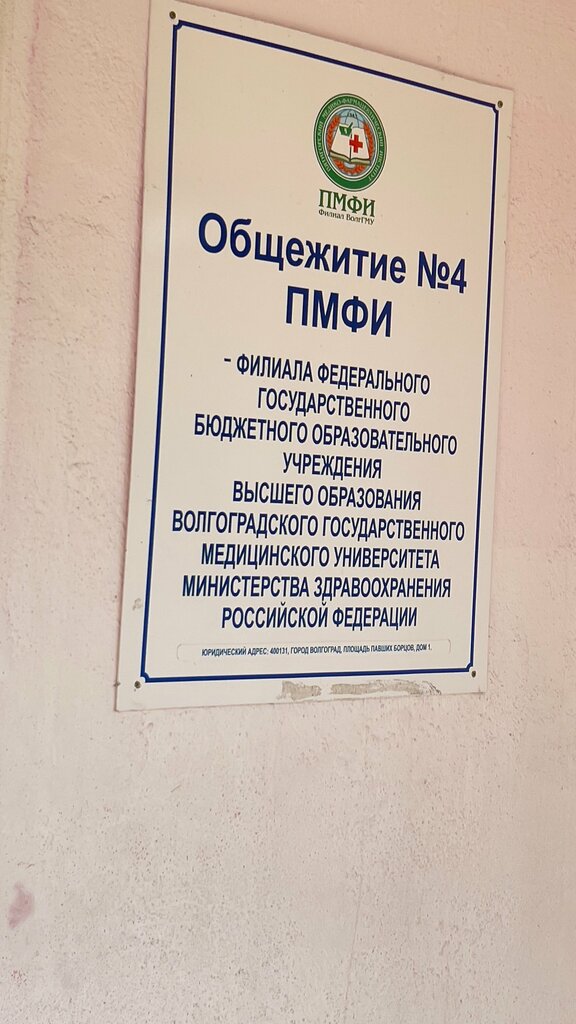 ПМФИ
Филиал ВолгГМУ
Общежитие №4
ПМФИ
- ФИЛИАЛА ФЕДЕРАЛЬНОГО
ГОСУДАРСТВЕННОГО
БЮДЖЕТНОГО ОБРАЗОВАТЕЛЬНОГО
УЧРЕЖДЕНИЯ
ВЫСШЕГО ОБРАЗОВАНИЯ
ВОЛГОГРАДСКОГО ГОСУДАРСТВЕННОГО
МЕДИЦИНСКОГО УНИВЕРСИТЕТА
МИНИСТЕРСТВА ЗДРАВООХРАНЕНИЯ
РОССИЙСКОЙ ФЕДЕРАЦИИ
ЮРИДИЧЕСКИЙ АДРЕС: 400131, ГОРОД ВОЛГОГРАД, ПЛОЩАДЬ ПАВШИХ БОРЦОВ, ДОМ 1.